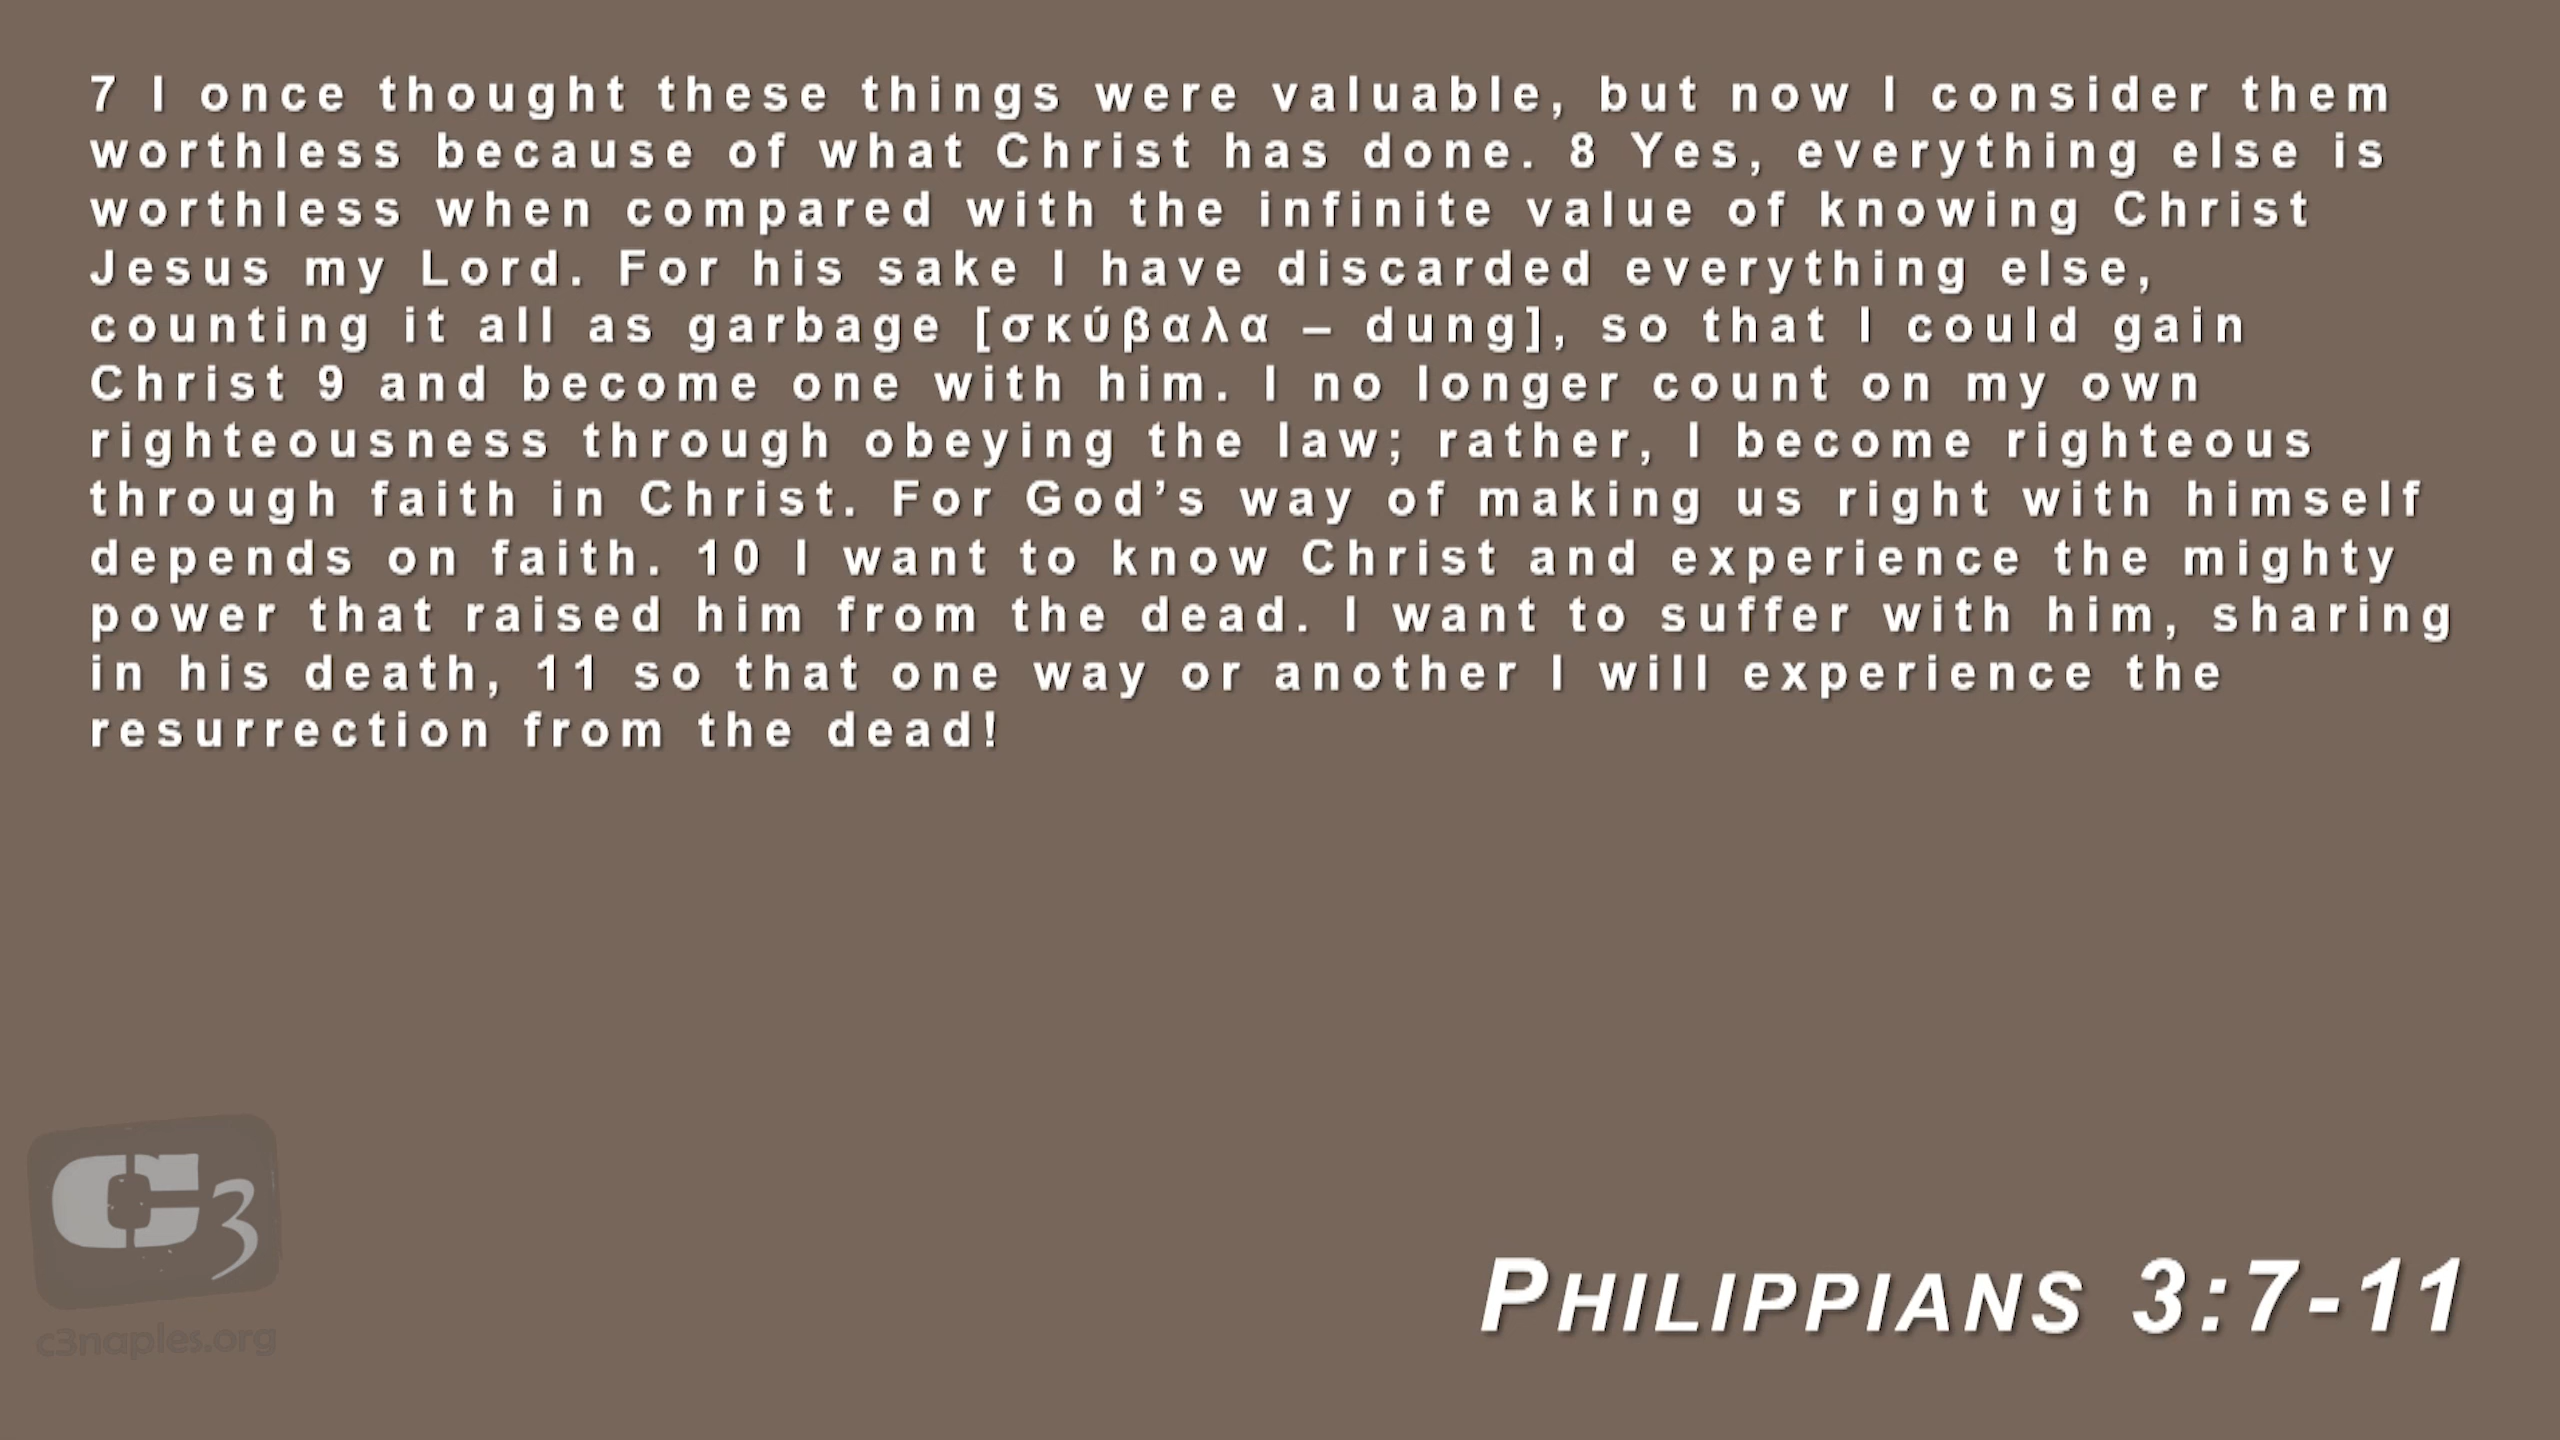 7 I once thought these things were valuable, but now I consider them
worthless because of what Christ has done. 8 Yes, everything else is
worthless when compared with the infinite value of knowing Christ
Jesus my Lord. For his sake I have discarded everything else,
counting it all as garbage [σκύβαλα – dung], so that I could gain
Christ 9 and become one with him. I no longer count on my own
righteousness through obeying the law; rather, I become righteous
through faith in Christ. For God’s way of making us right with himself
depends on faith. 10 I want to know Christ and experience the mighty
power that raised him from the dead. I want to suffer with him, sharing
in his death, 11 so that one way or another I will experience the
resurrection from the dead!
C3
c3naples.org
PHILIPPIANS 3:7-11